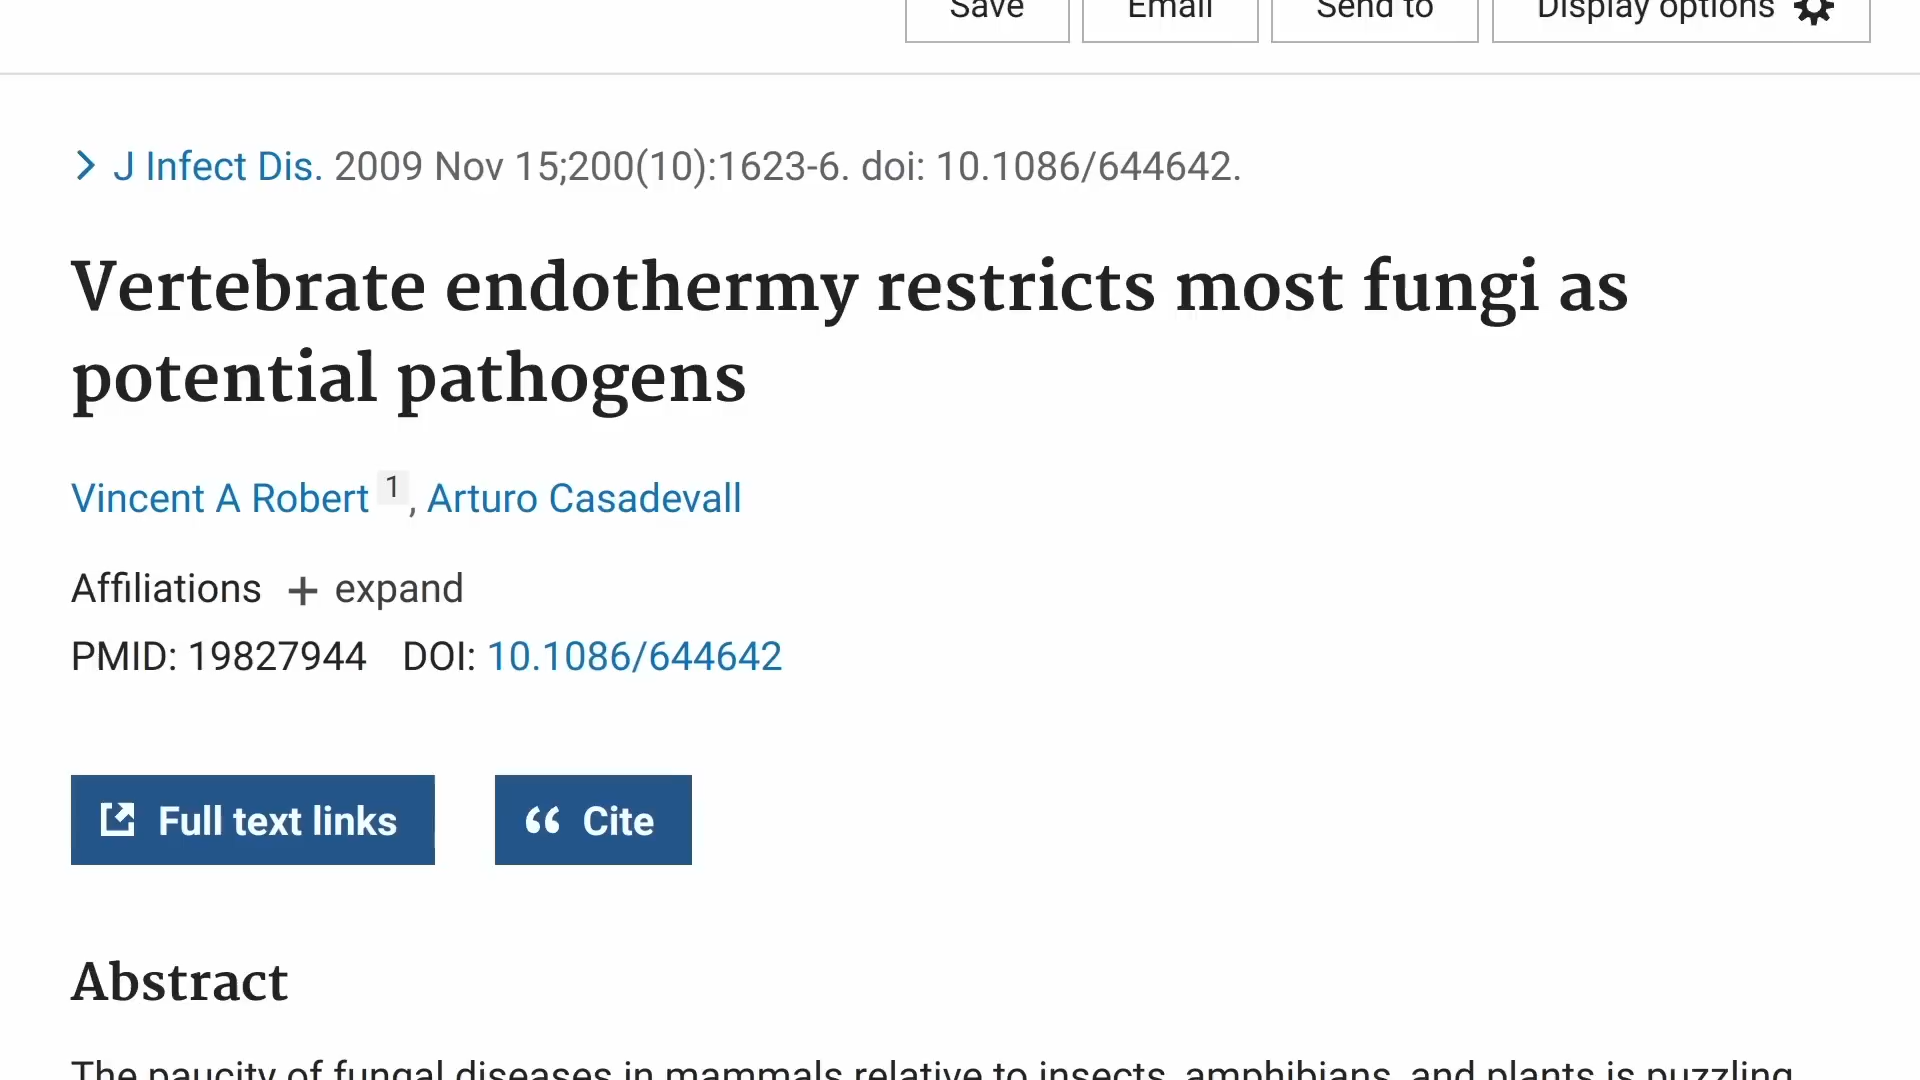 Save Email Send to Display options
J Infect Dis. 2009 Nov 15;200(10):1623-6. doi: 10.1086/644642.
Vertebrate endothermy restricts most fungi as
potential pathogens
Vincent A Robert 1, Arturo Casadevall
Affiliations + expand
PMID: 19827944 DOI: 10.1086/644642
Full text links “ Cite
Abstract
The paucity of fungal diseases in mammals relative to insects, amphibians, and plants is puzzling.